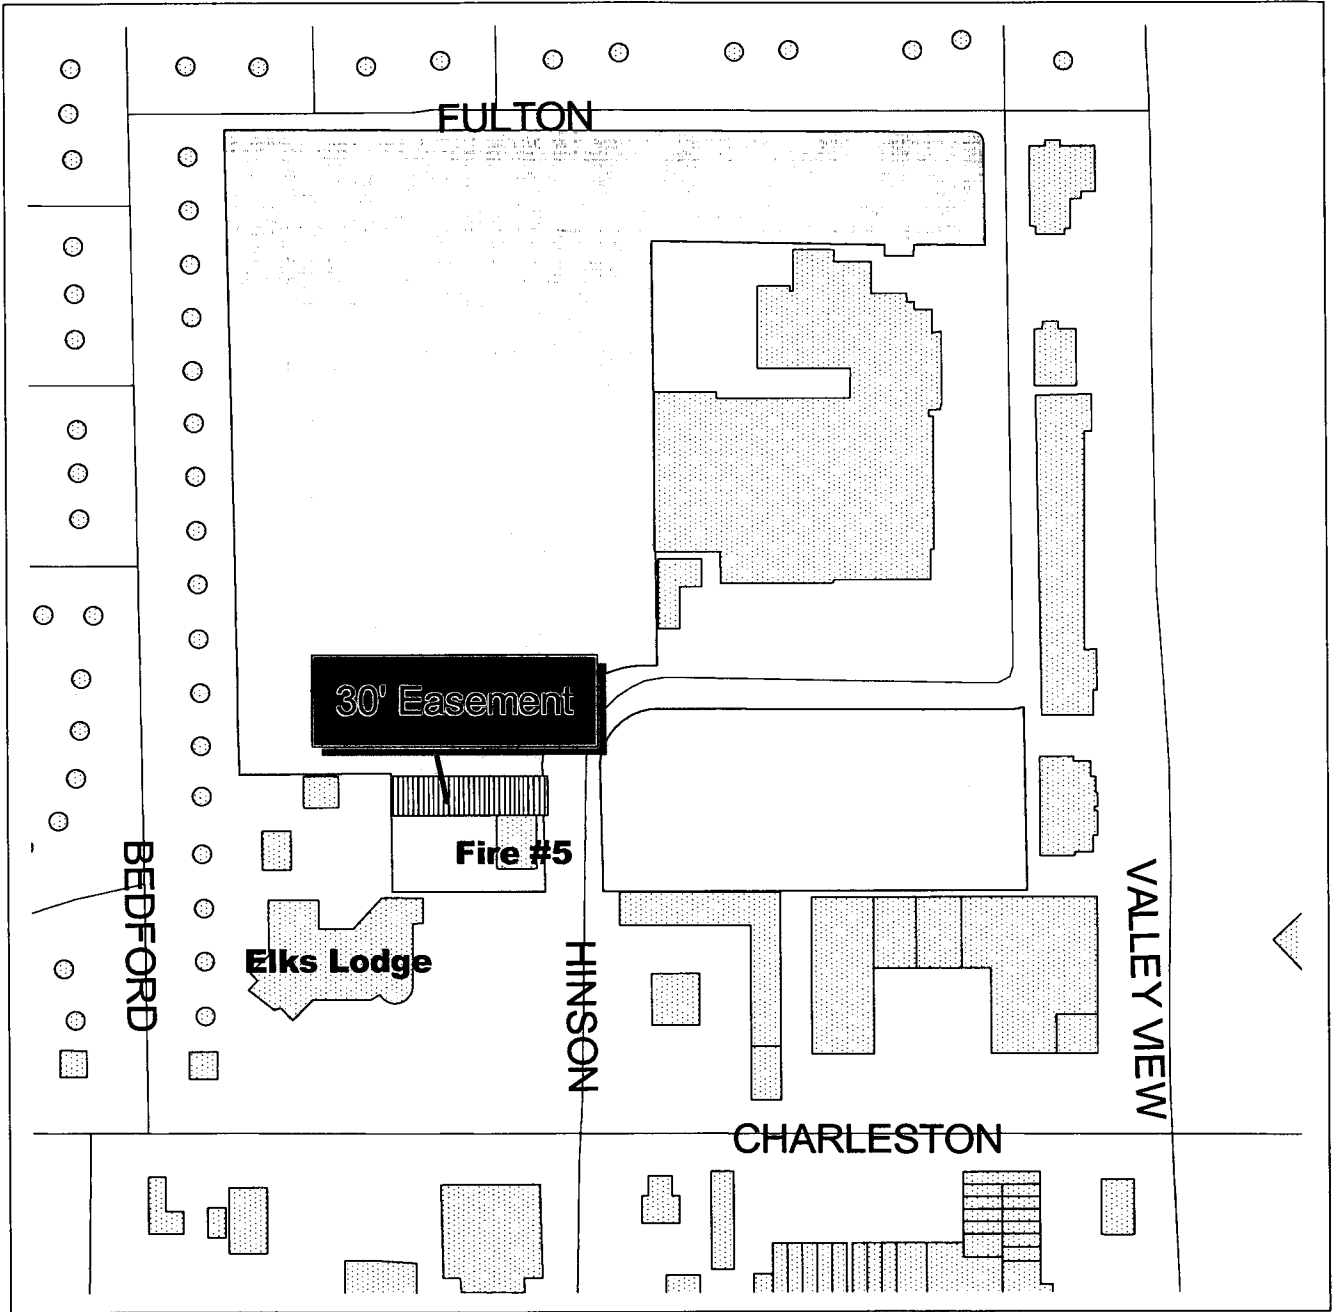 FULTON
30' Easement
Fire #5
BEDFORD
Elks Lodge
HINSON
VALLEY VIEW
CHARLESTON